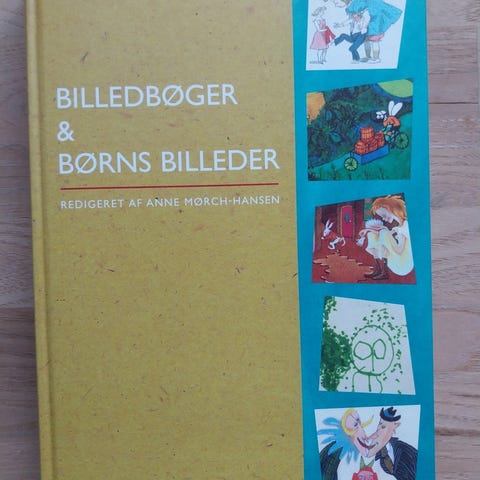 BILLEDBØGER
&
BØRNS BILLEDER
REDIGERET AF ANNE MØRCH-HANSEN